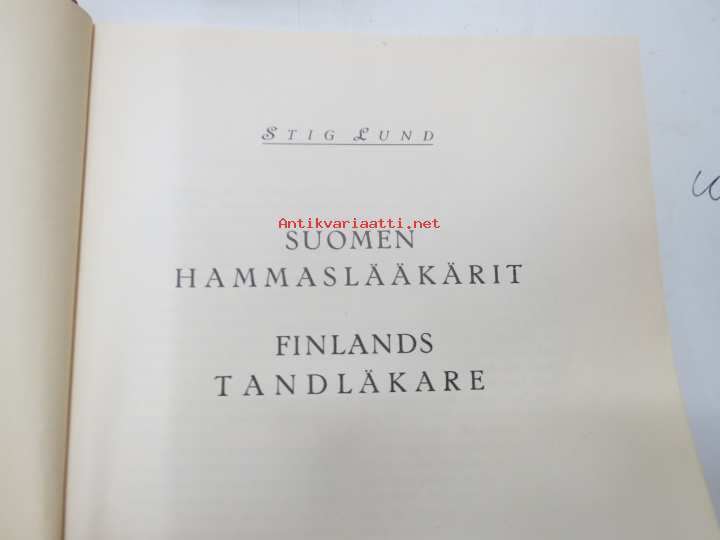 STIG LUND
Antikvariaatti.net
SUOMEN
HAMMASLÄÄKÄRIT
FINLANDS
TANDLÄKARE